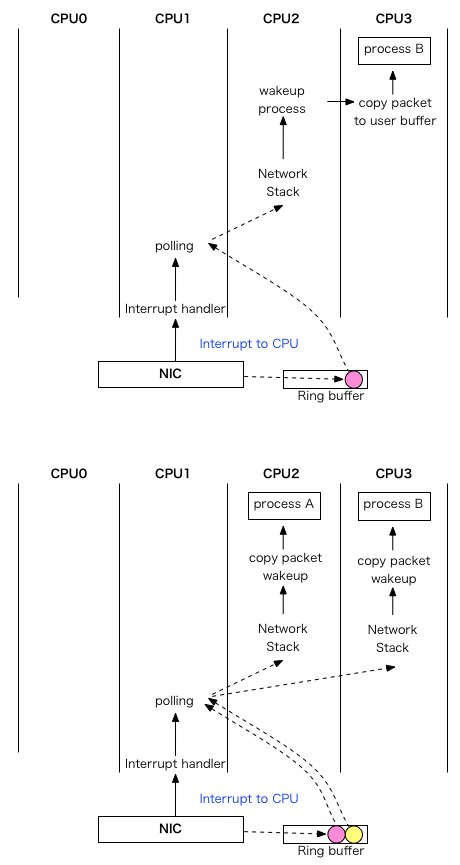 CPU0 CPU1 CPU2 CPU3
process B
wakeup
process
copy packet
to user buffer
Network
Stack
polling
Interrupt handler
Interrupt to CPU
NIC
Ring buffer
CPU0 CPU1 CPU2 CPU3
process A process B
copy packet
wakeup
copy packet
wakeup
Network
Stack
Network
Stack
polling
Interrupt handler
Interrupt to CPU
NIC
Ring buffer